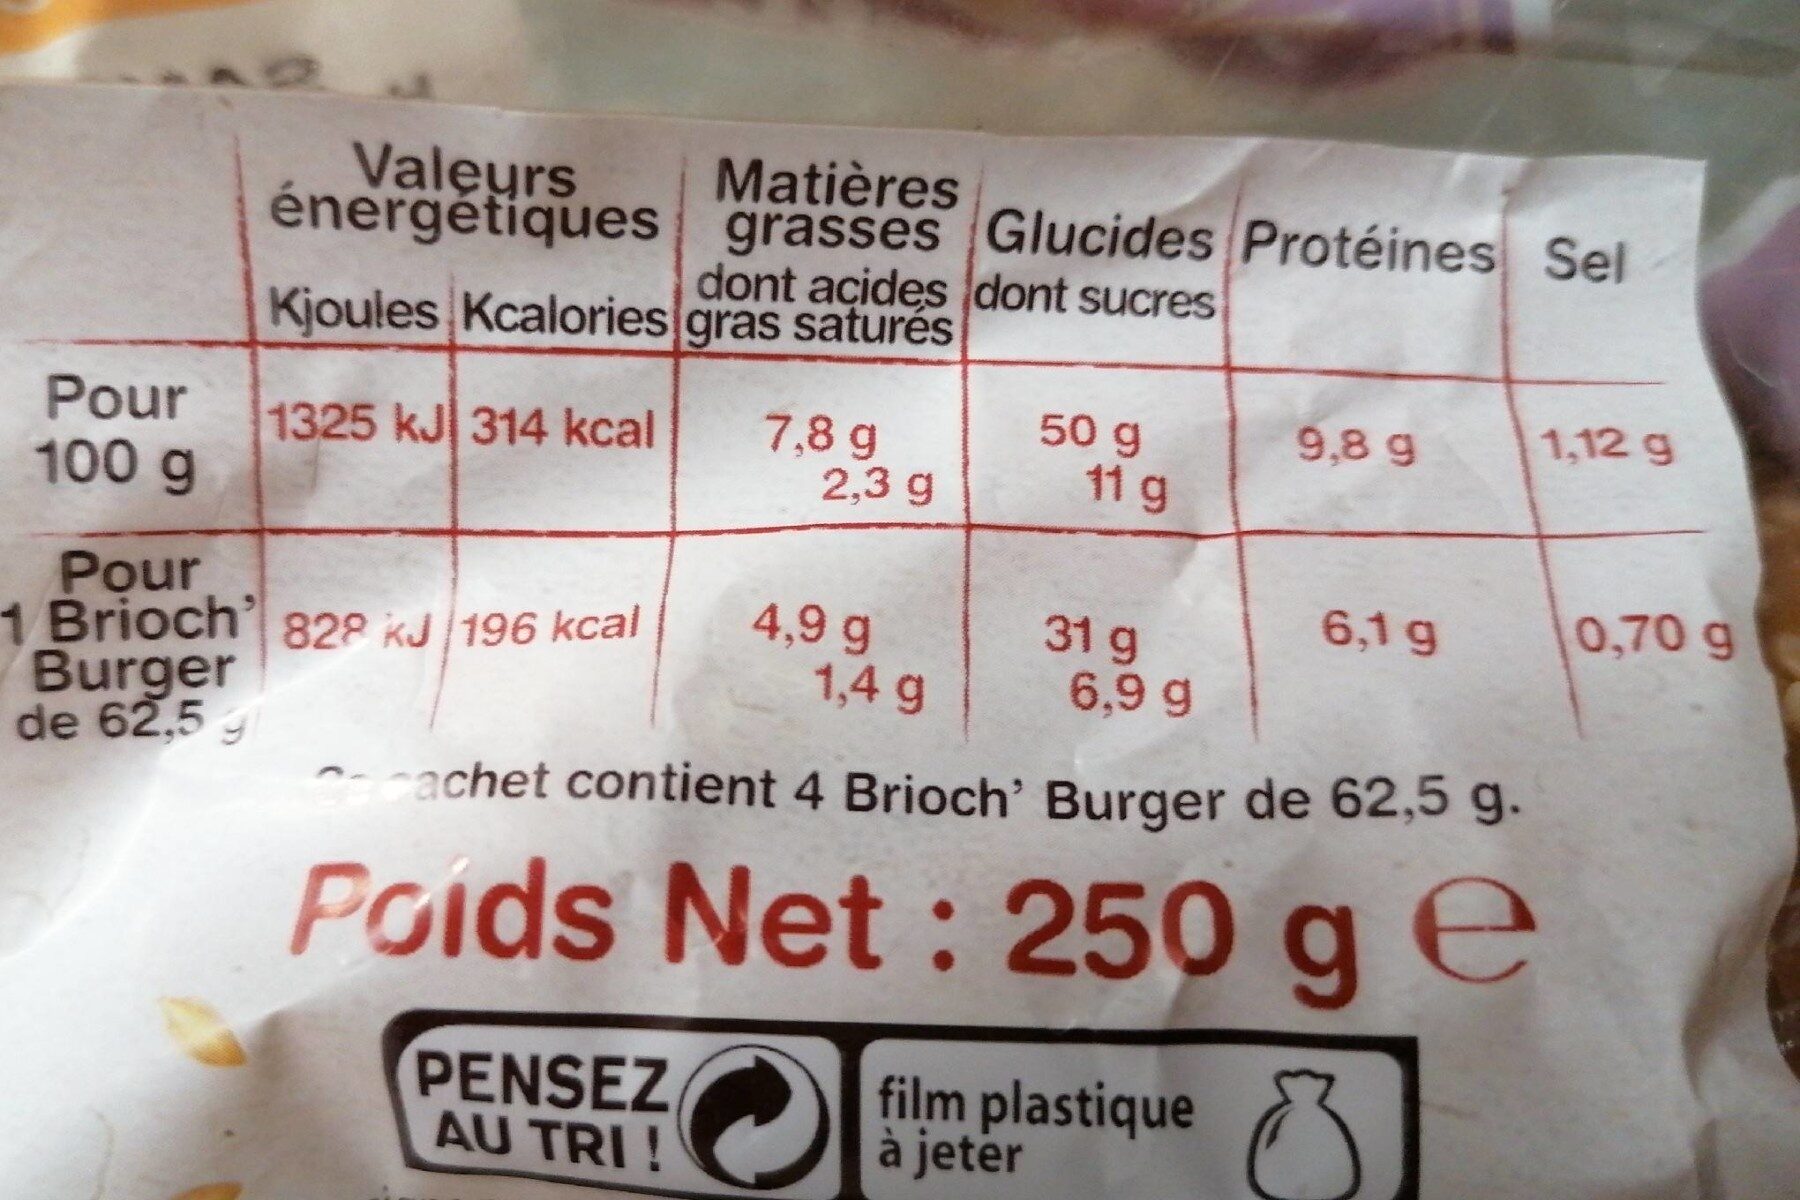 Valeurs
énergétiques
Matières
grasses
dont acides
gras saturés
Glucides
dont sucres
Protéines
Sel
Kjoules Kcalories
Pour
100 g
1325 kJ 314 kcal 7,8 g 50 g 9,8 g 1,12 g
2,3 g 11 g
Pour
1 Brioch'
Burger
de 62,5 g
828 kJ 196 kcal 4,9 g 31 g 6,1 g 0,70 g
1,4 g 6,9 g
contient 4 Brioch' Burger de 62,5 g.
Poids Net : 250 g e
PENSEZ
AU TRI !
film plastique
à jeter